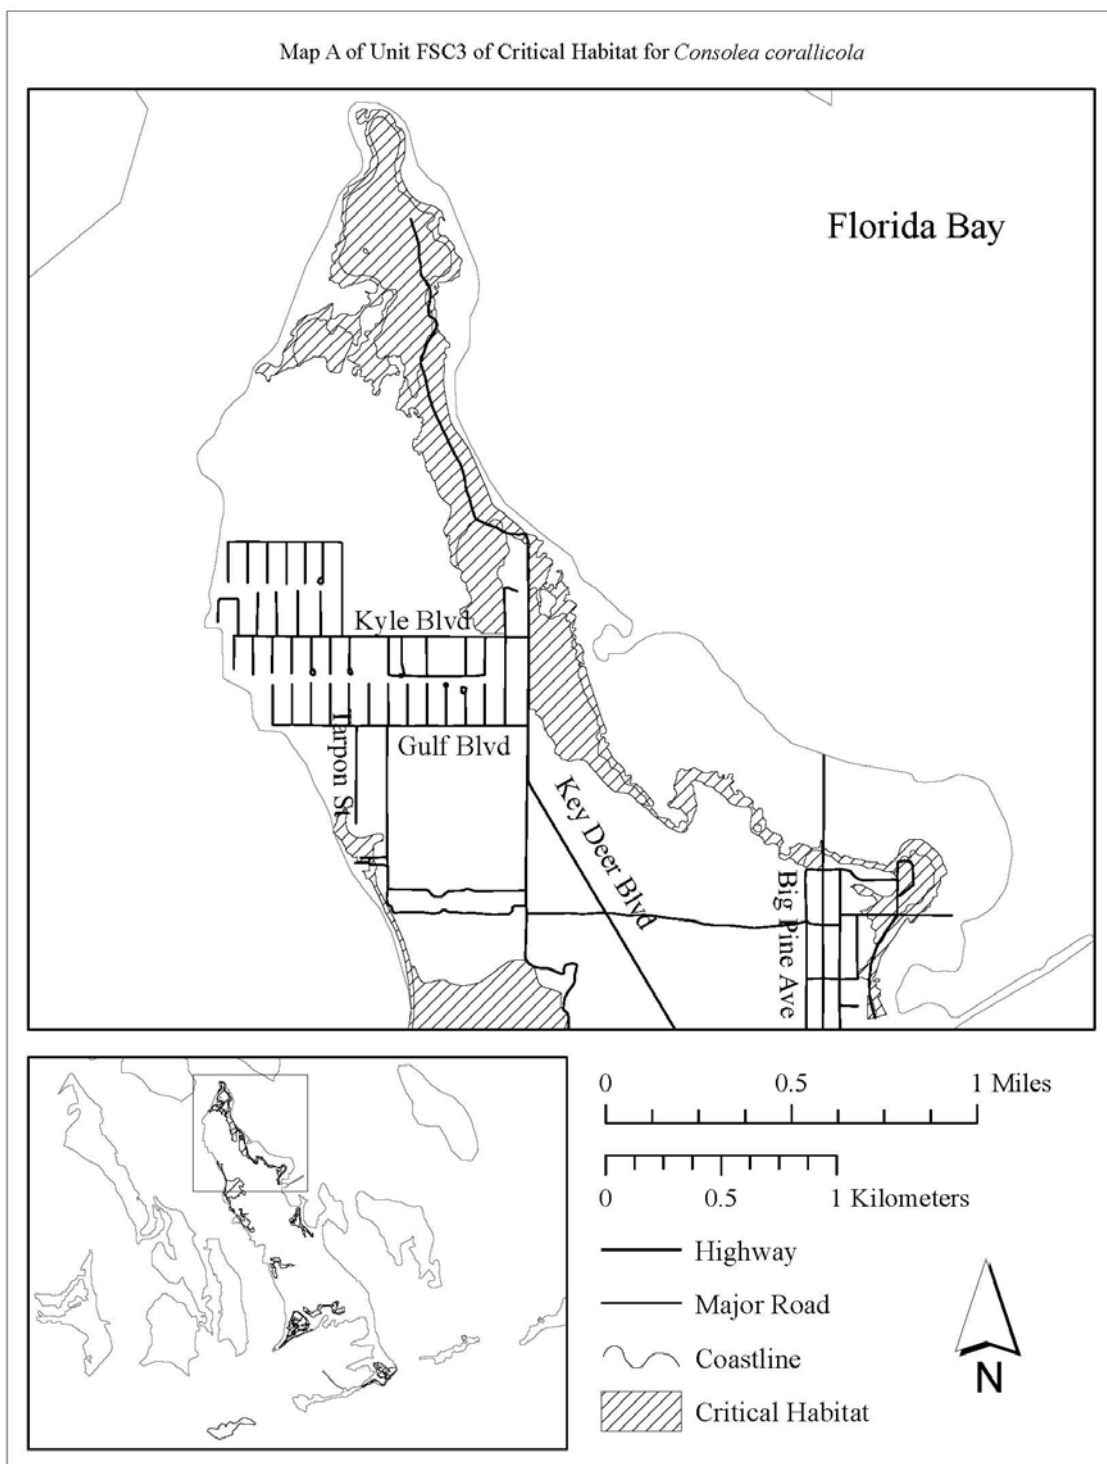 Map A of Unit FSC3 of Critical Habitat for Consolea corallicola
Florida Bay
Kyle Blvd
Tarpon St
Gulf Blvd
Key Deer Blvd
Big Pine Ave
0 0.5 1 Miles
0 0.5 1 Kilometers
Highway
Major Road
Coastline
Critical Habitat
N